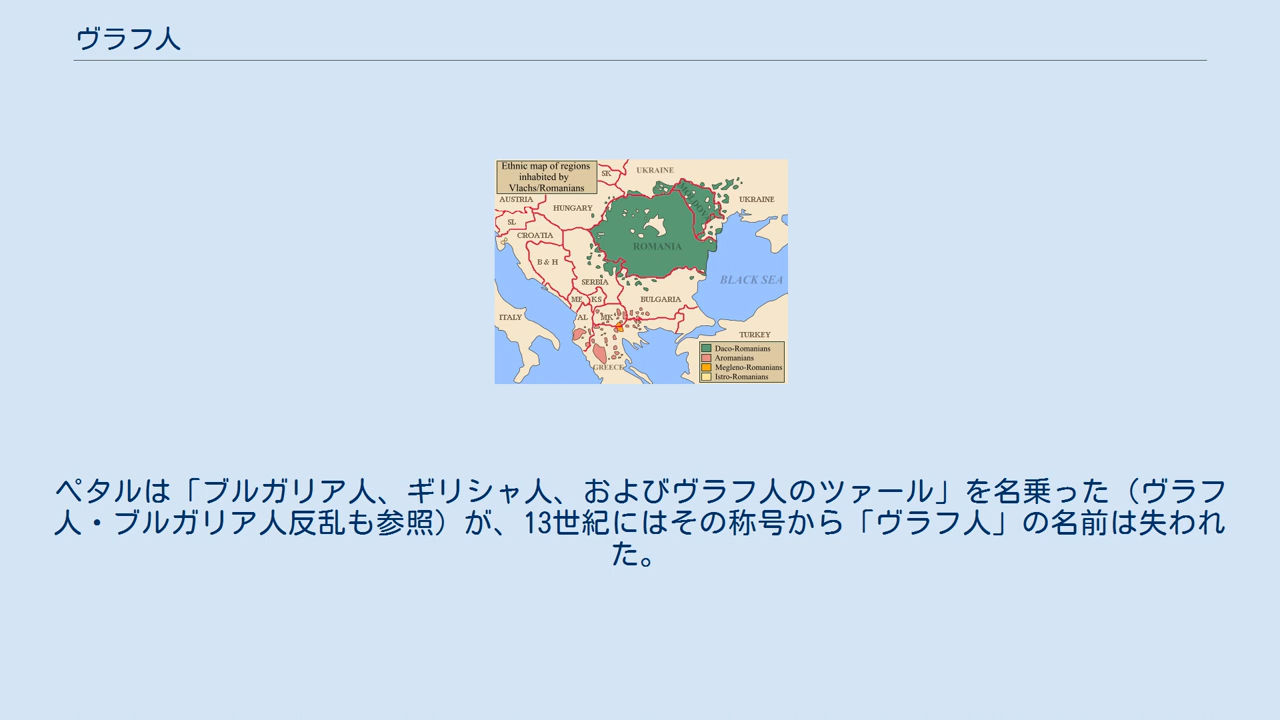 ヴラフ人
Ethnic map of regions
inhabited by
Vlachs/Romanians
SK
UKRAINE
AUSTRIA
HUNGARY
MOLDOVA
UKRAINE
SL
CROATIA
ROMANIA
B & H
SERBIA
BLACK SEA
ME
KS
BULGARIA
ITALY
AL
MK
TURKEY
GREECE
Daco-Romanians
Aromanians
Megleno-Romanians
Istro-Romanians
ペタルは「ブルガリア人、ギリシャ人、およびヴラフ人のツァール」を名乗った（ヴラフ
人・ブルガリア人反乱も参照）が、13世紀にはその称号から「ヴラフ人」の名前は失われ
た。